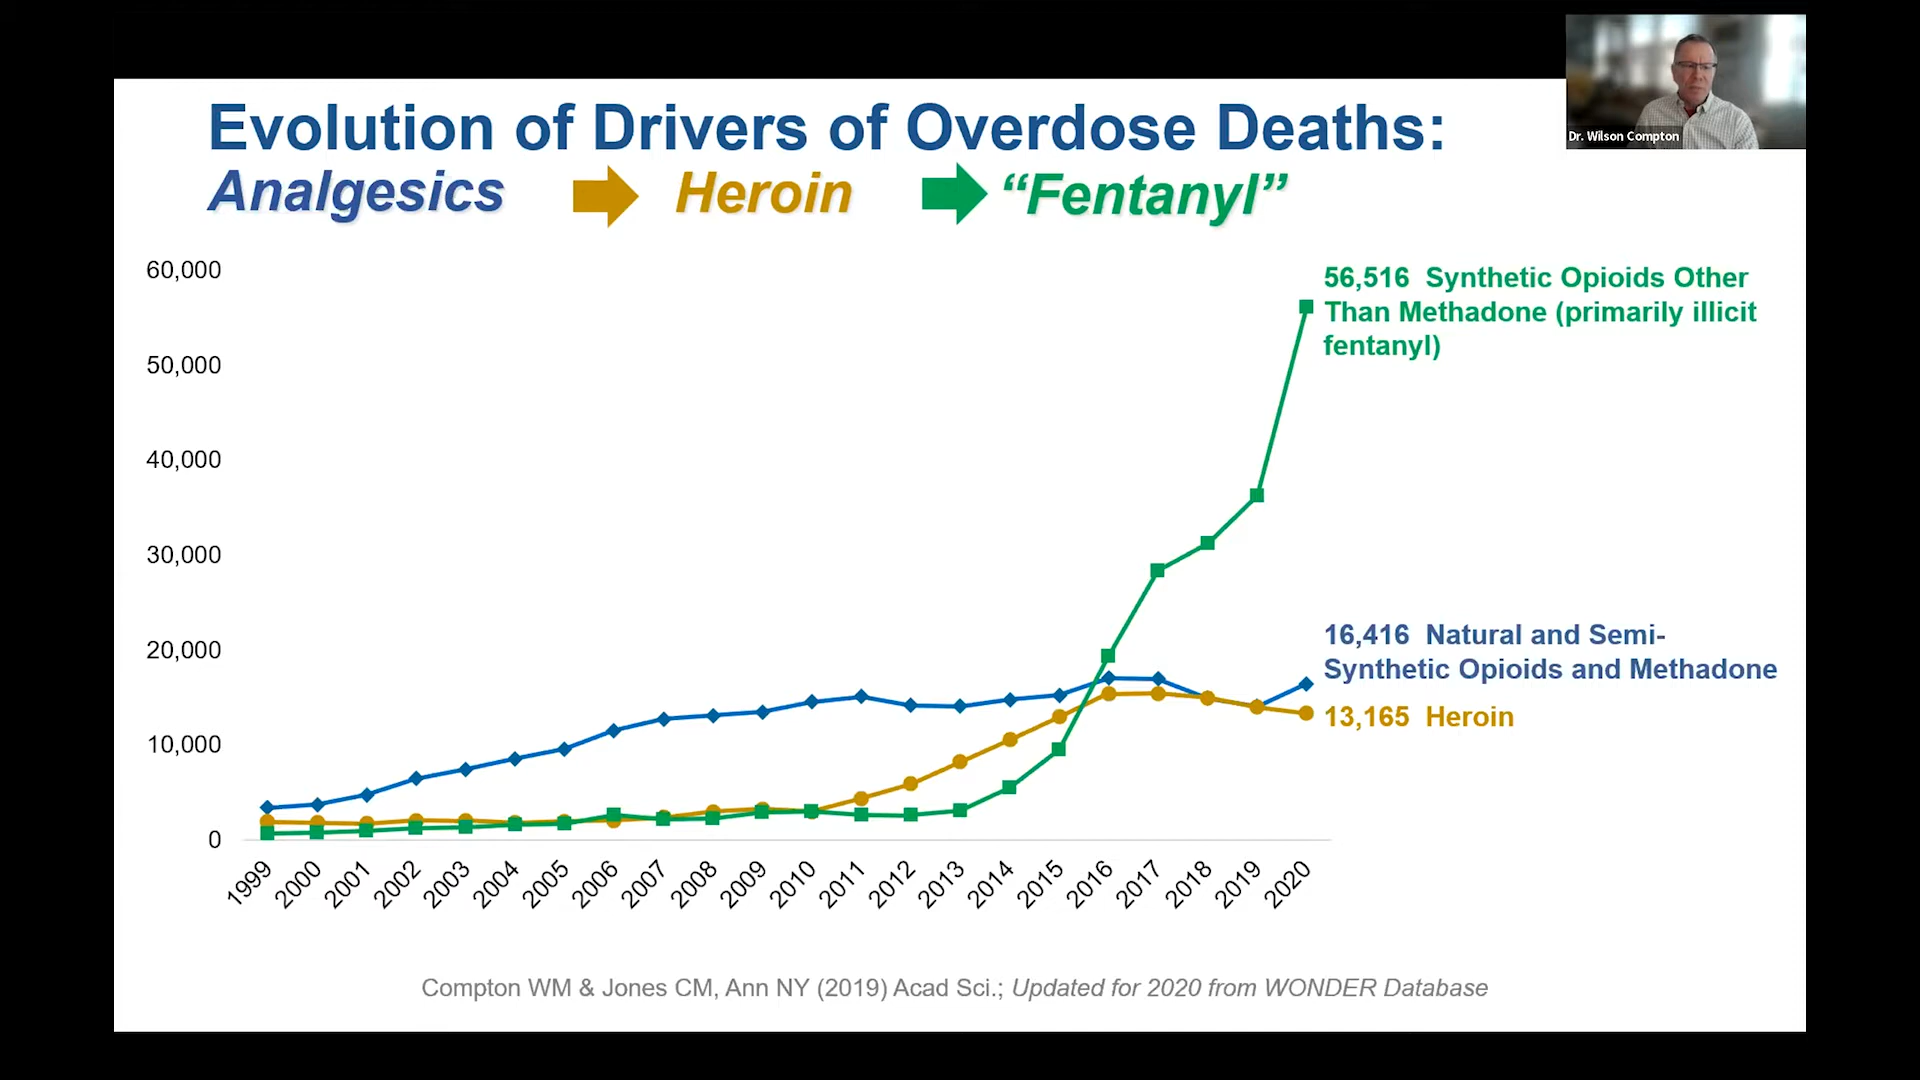 Evolution of Drivers of Overdose Deaths:
Analgesics Heroin “Fentanyl”
Dr. Wilson Compton
60,000
50,000
40,000
30,000
20,000
10,000
0
56,516 Synthetic Opioids Other
Than Methadone (primarily illicit
fentanyl)
16,416 Natural and Semi-
Synthetic Opioids and Methadone
13,165 Heroin
1999
2000
2001
2002
2003
2004
2005
2006
2007
2008
2009
2010
2011
2012
2013
2014
2015
2016
2017
2018
2019
2020
Compton WM & Jones CM, Ann NY (2019) Acad Sci.; Updated for 2020 from WONDER Database